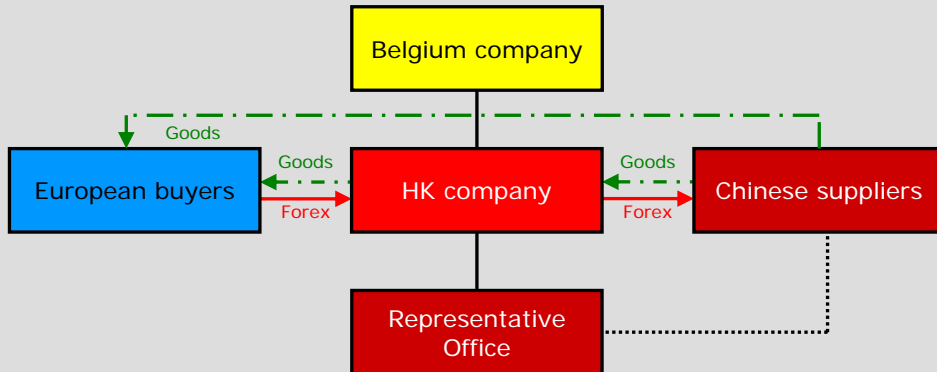 Belgium company
Goods
Goods
Goods
European buyers
HK company
Chinese suppliers
Forex
Forex
Representative
Office